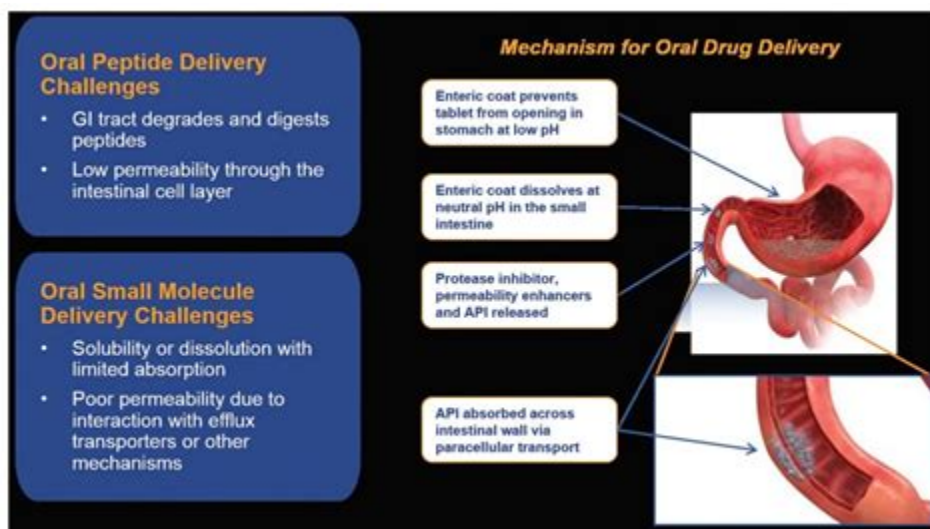 Oral Peptide Delivery
Challenges
• GI tract degrades and digests
peptides
• Low permeability through the
intestinal cell layer
Oral Small Molecule
Delivery Challenges
• Solubility or dissolution with
limited absorption
• Poor permeability due to
interaction with efflux
transporters or other
mechanisms
Mechanism for Oral Drug Delivery
Enteric coat prevents
tablet from opening in
stomach at low pH
Enteric coat dissolves at
neutral pH in the small
intestine
Protease inhibitor,
permeability enhancers
and API released
API absorbed across
intestinal wall via
paracellular transport